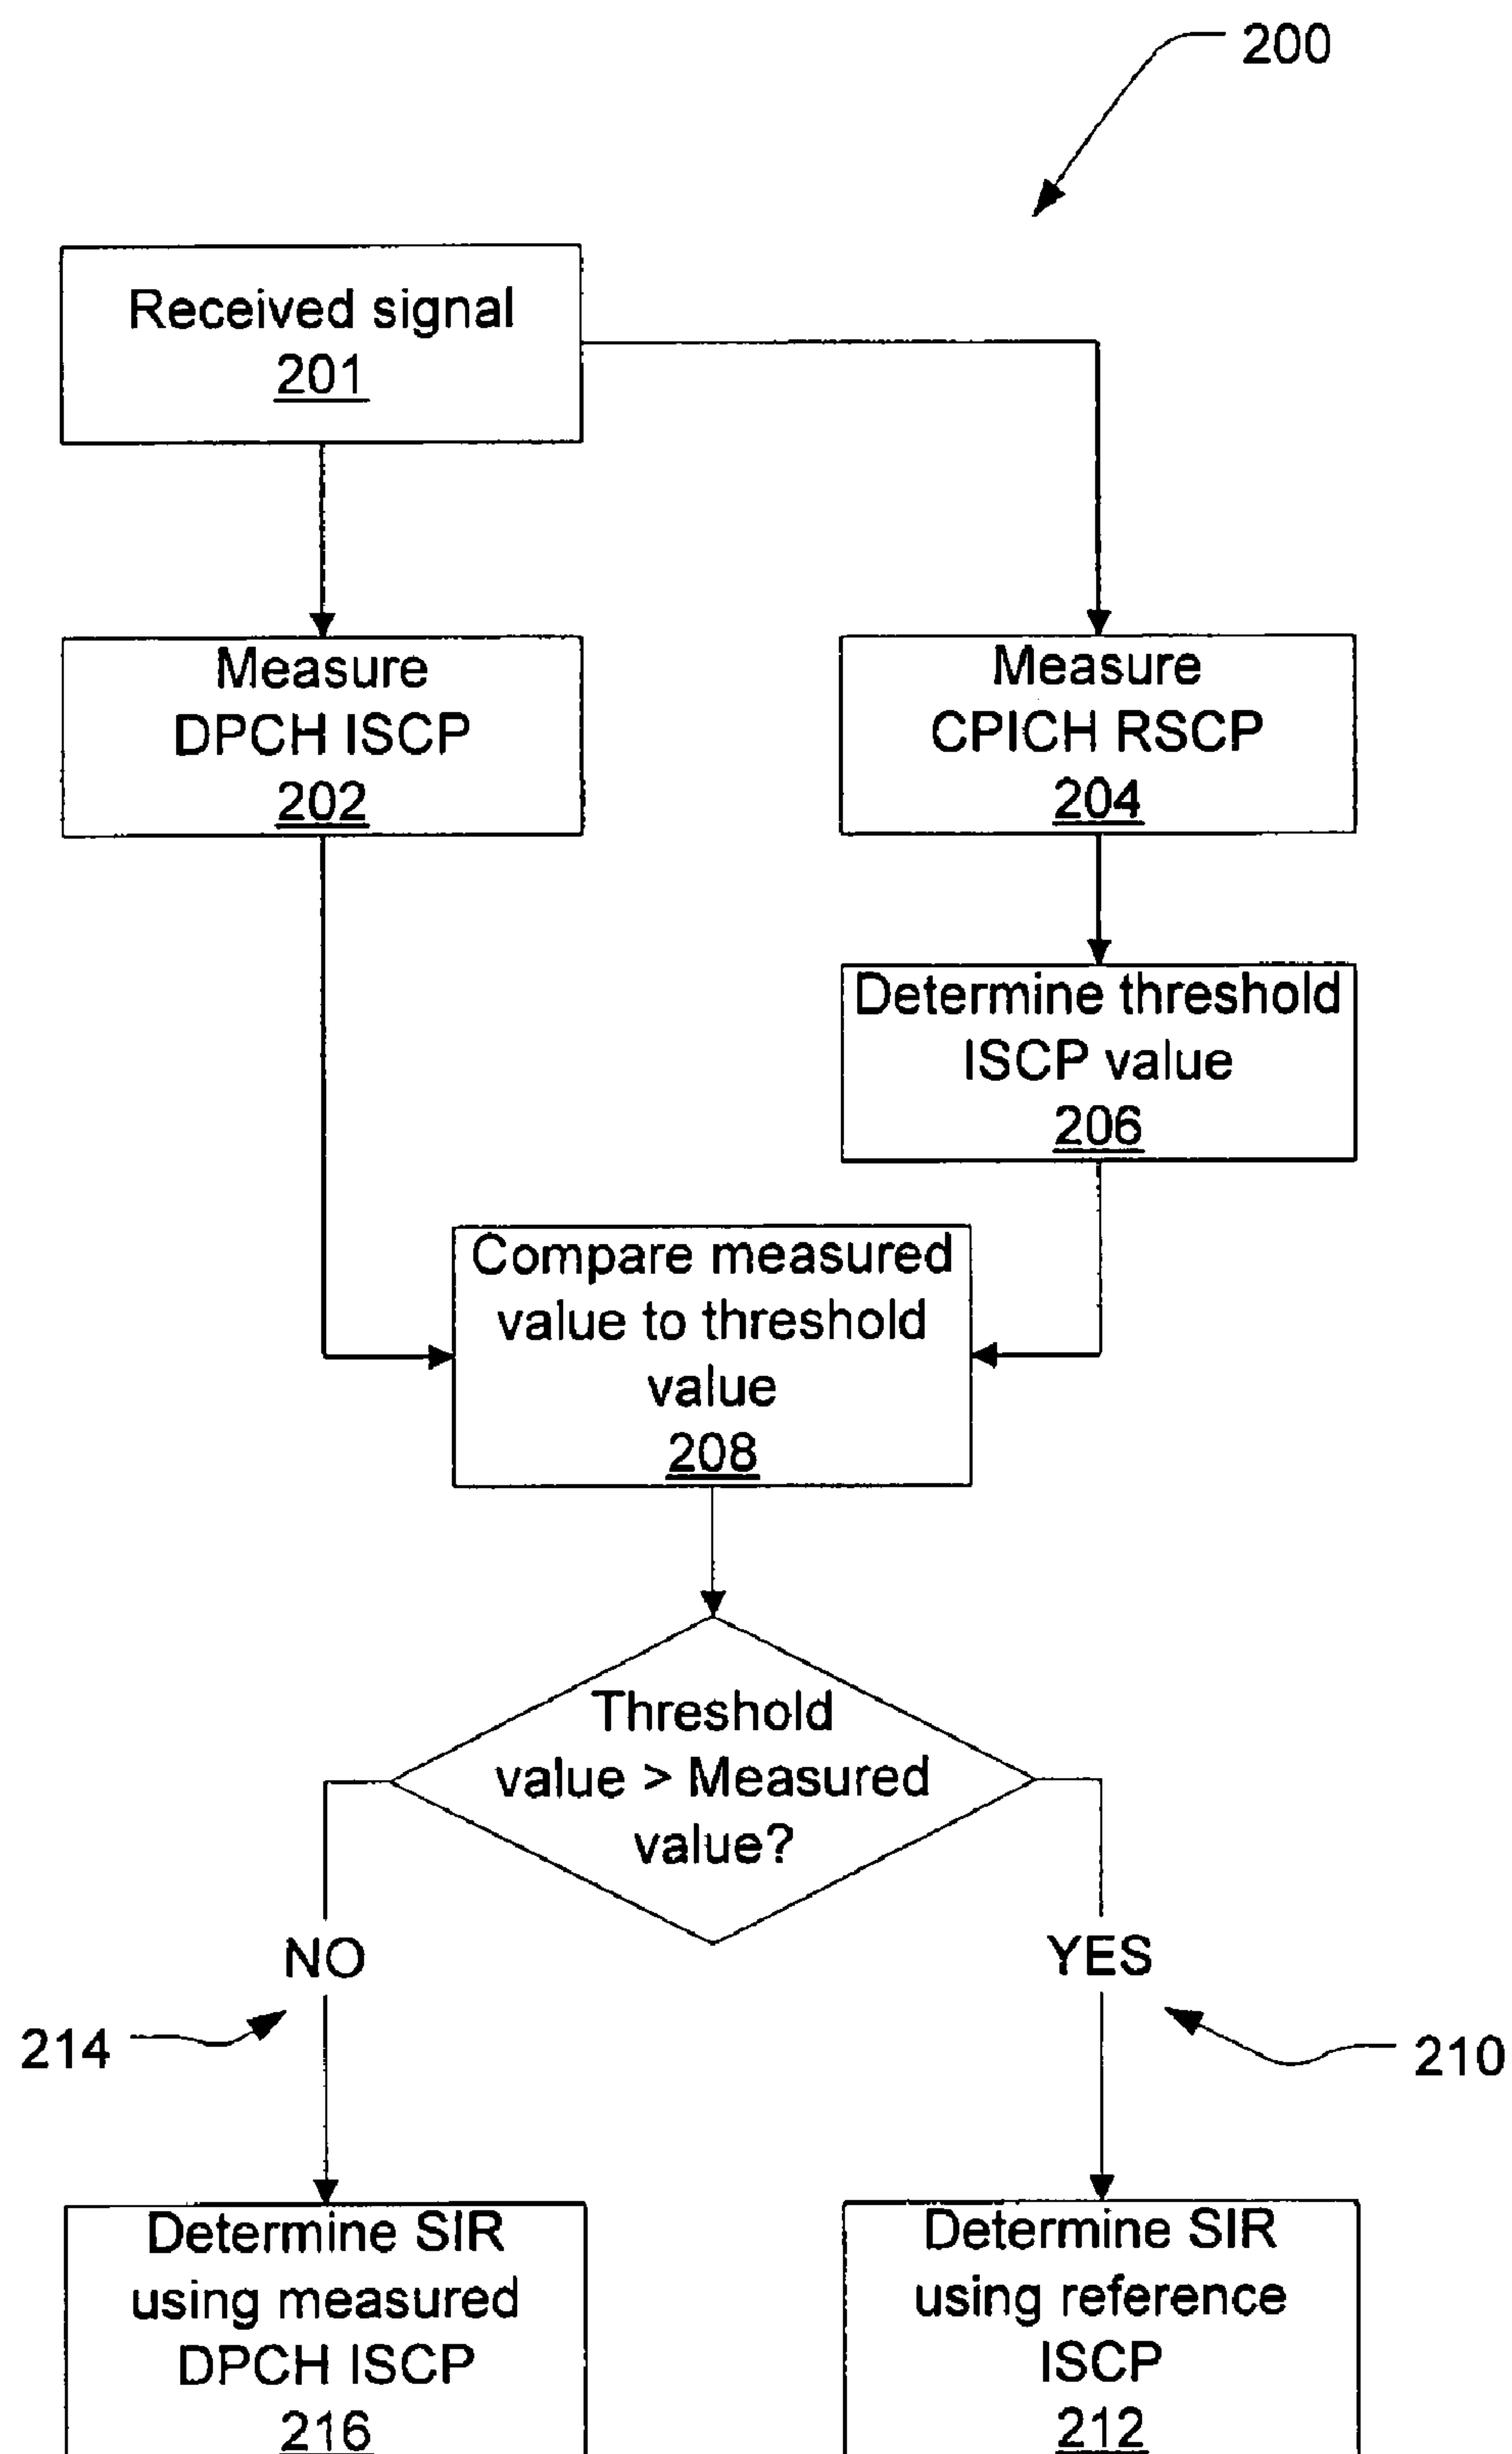 200
Received signal
201
Measure
DPCH ISCP
202
Measure
CPICH RSCP
204
Determine threshold
ISCP value
206
Compare measured
value to threshold
value
208
Threshold
value > Measured
value?
NO
YES
214
210
Determine SIR
using measured
DPCH ISCP
216
Determine SIR
using reference
ISCP
212